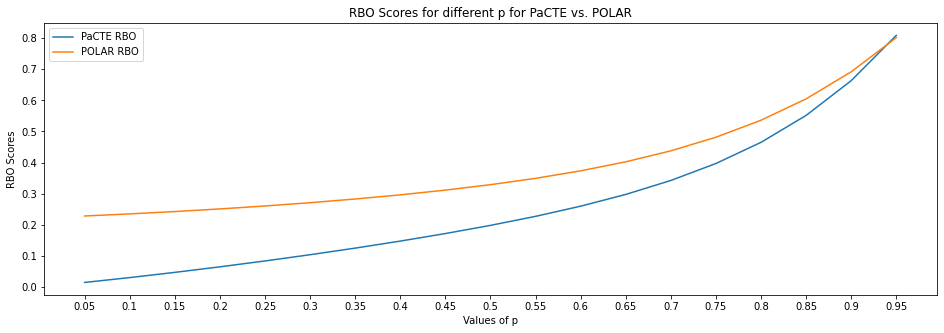 RBO Scores for different p for PaCTE vs. POLAR
PaCTE RBO
POLAR RBO
RBO Scores
0.8
0.7
0.6
0.5
0.4
0.3
0.2
0.1
0.0
0.05 0.1 0.15 0.2 0.25 0.3 0.35 0.4 0.45 0.5 0.55 0.6 0.65 0.7 0.75 0.8 0.85 0.9 0.95
Values of p